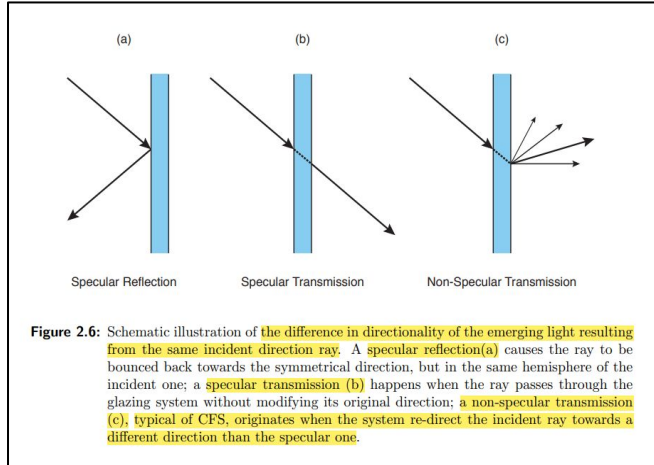 (a)
(b)
(c)
Specular Reflection
Specular Transmission
Non-Specular Transmission
Figure 2.6: Schematic illustration of the difference in directionality of the emerging light resulting
from the same incident direction ray. A specular reflection(a) causes the ray to be
bounced back towards the symmetrical direction, but in the same hemisphere of the
incident one; a specular transmission (b) happens when the ray passes through the
glazing system without modifying its original direction; a non-specular transmission
(c), typical of CFS, originates when the system re-direct the incident ray towards a
different direction than the specular one.